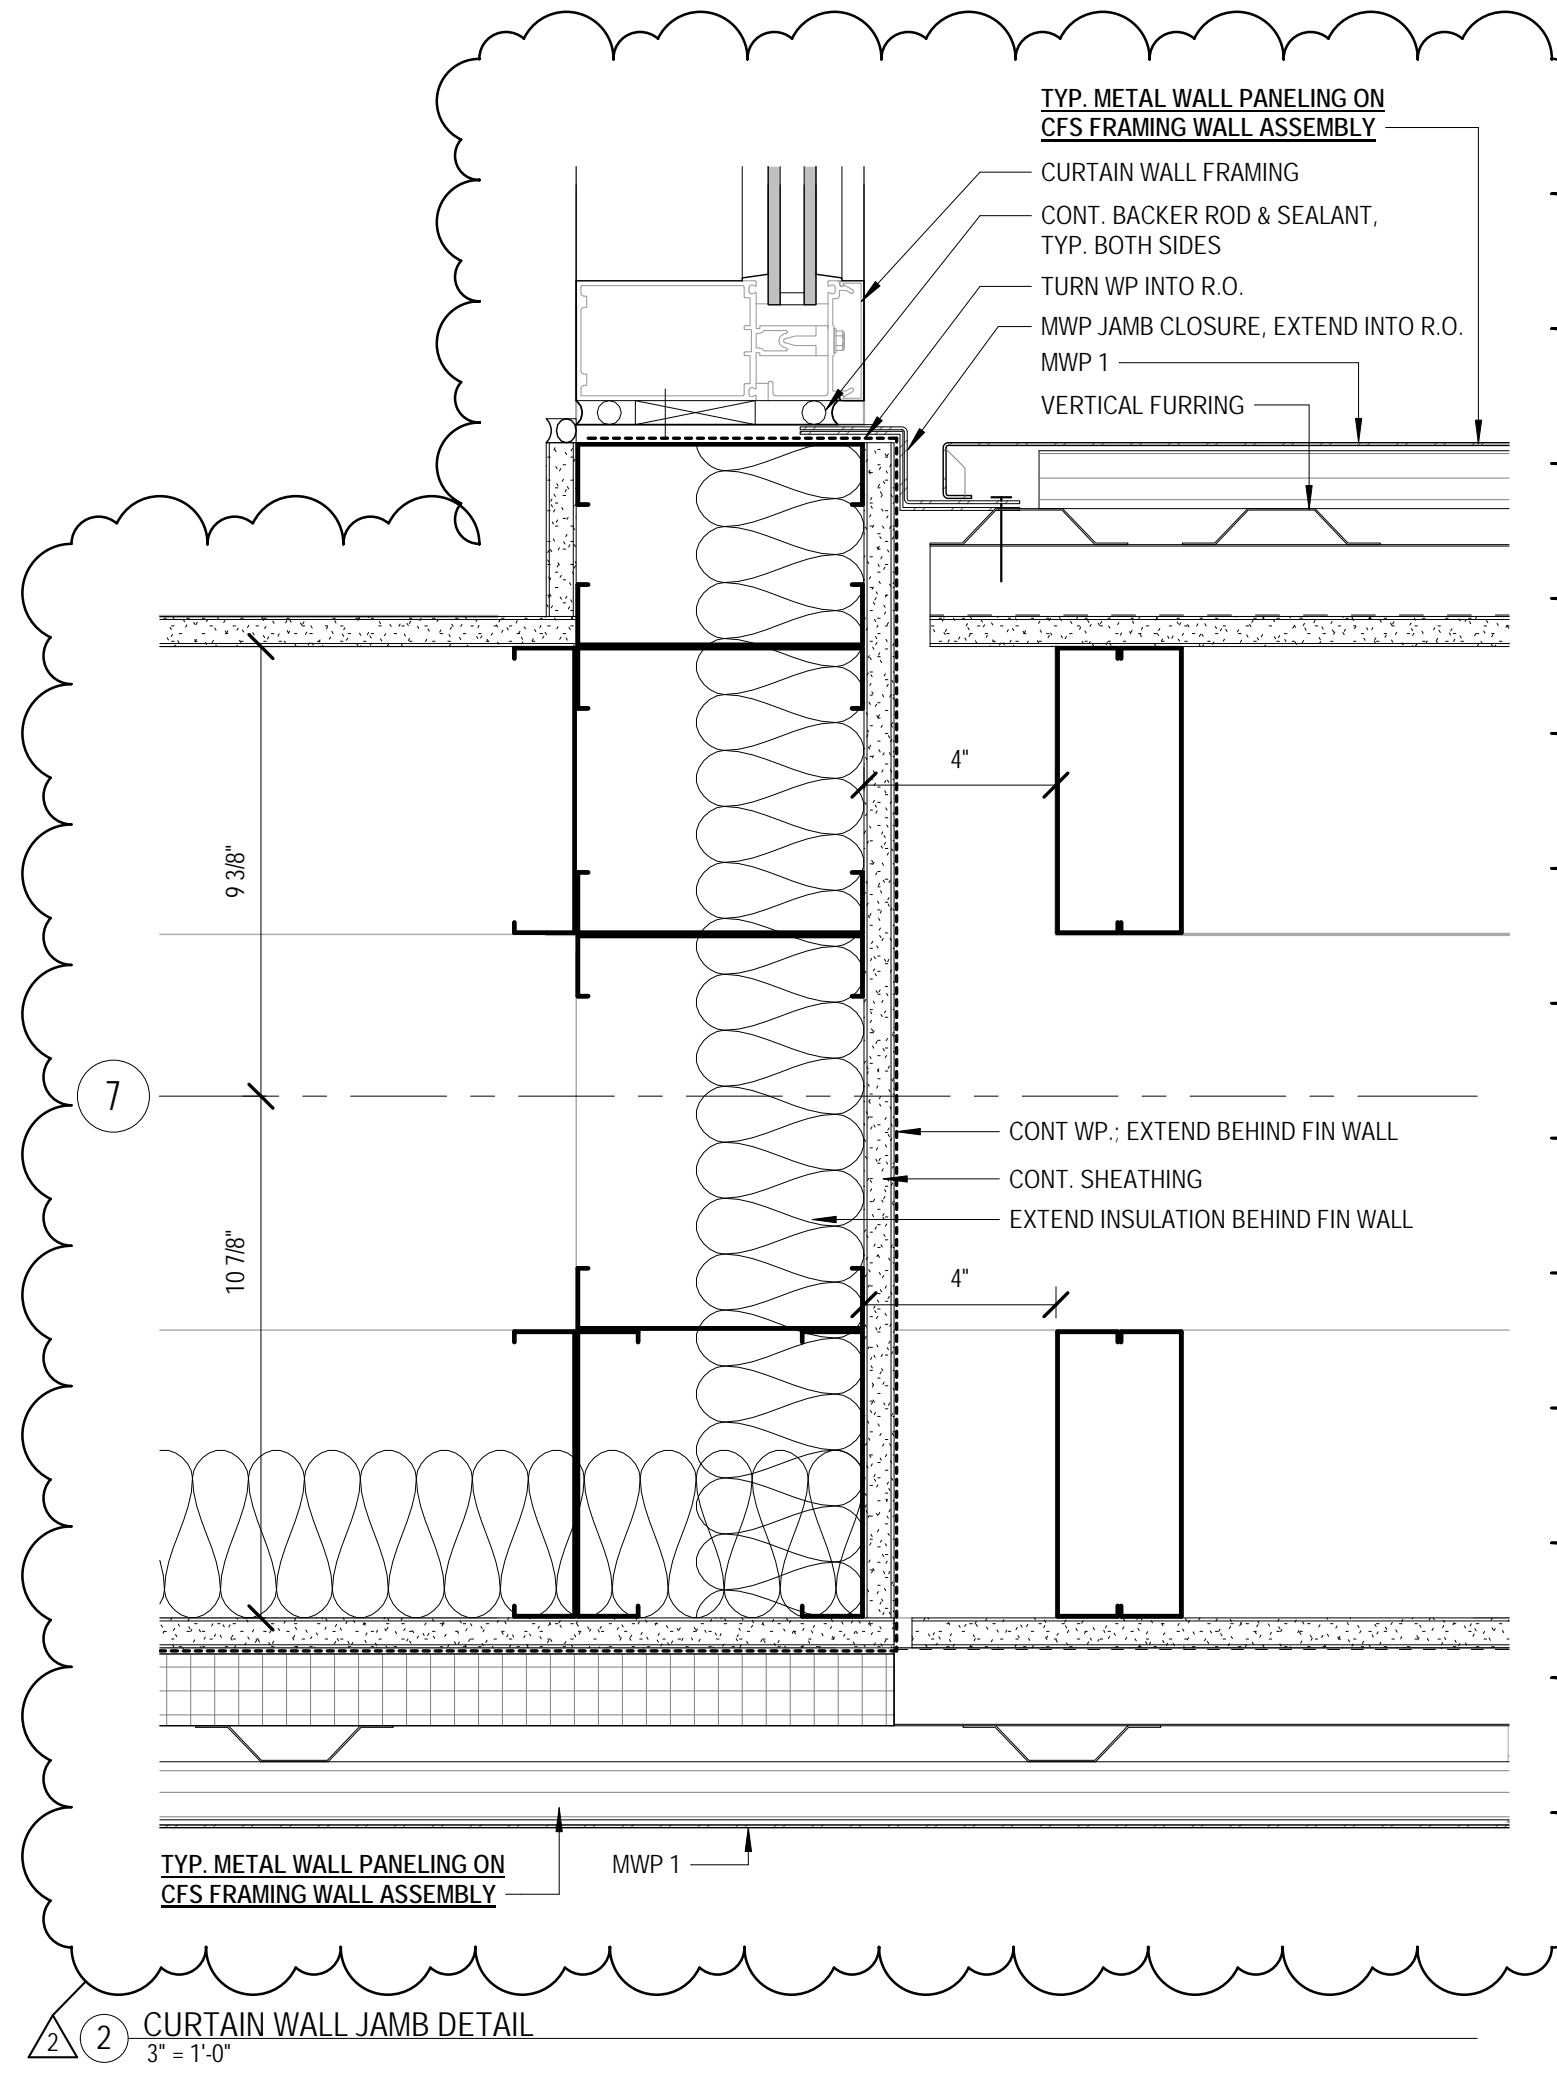 TYP. METAL WALL PANELING ON
CFS FRAMING WALL ASSEMBLY
CURTAIN WALL FRAMING
CONT. BACKER ROD & SEALANT,
TYP. BOTH SIDES
TURN WP INTO R.O.
MWP JAMB CLOSURE, EXTEND INTO R.O.
MWP 1
VERTICAL FURRING
4"
9 3/8"
7
CONT WP.; EXTEND BEHIND FIN WALL
CONT. SHEATHING
EXTEND INSULATION BEHIND FIN WALL
10 7/8"
4"
TYP. METAL WALL PANELING ON
CFS FRAMING WALL ASSEMBLY
MWP 1
2
2
CURTAIN WALL JAMB DETAIL
3" = 1'-0"